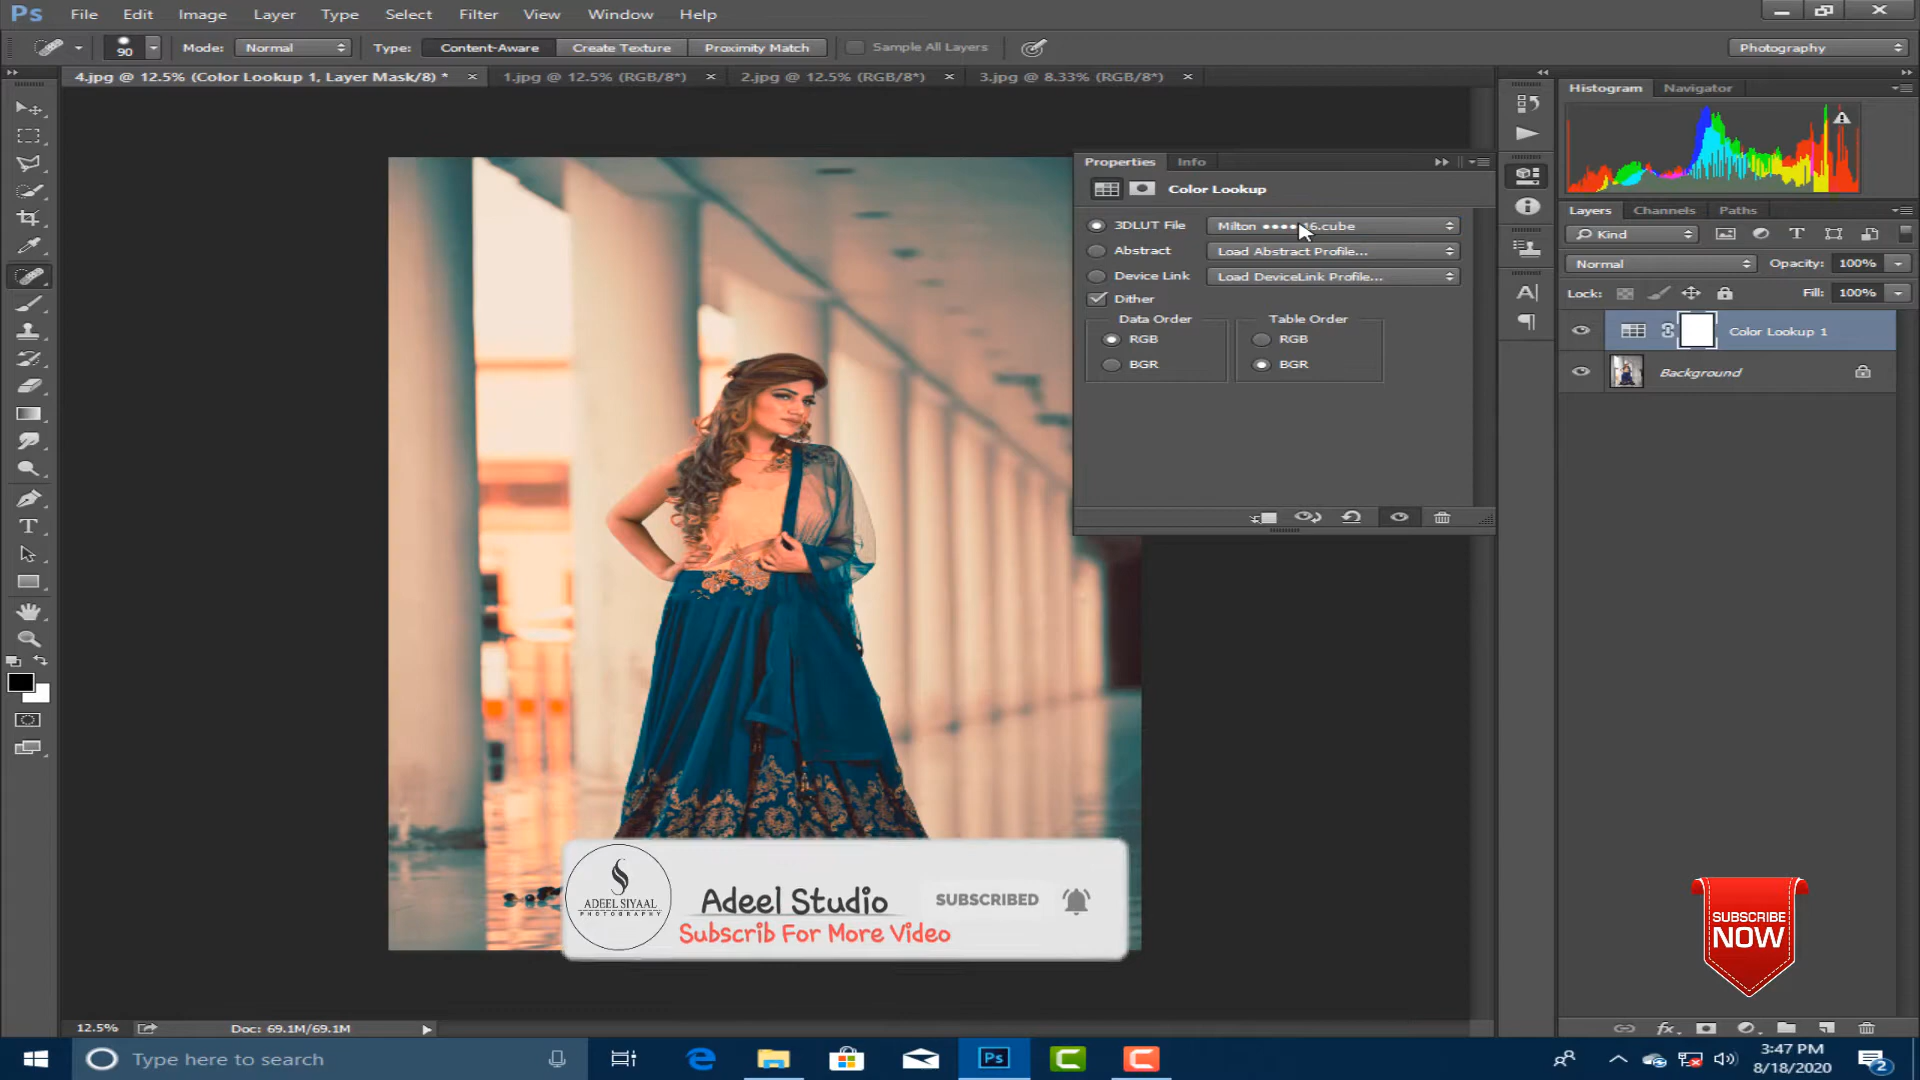 Ps File Edit Image Layer Type Select Filter View Window Help
90 Mode: Normal Type: Content-Aware Create Texture Proximity Match Sample All Layers Photography
4.jpg @ 12.5% (Color Lookup 1, Layer Mask/8) * × 1.jpg @ 12.5% (RGB/8*) × 2.jpg @ 12.5% (RGB/8*) × 3.jpg @ 8.33% (RGB/8*) ×
Histogram Navigator
Properties Info
Color Lookup
3DLUT File Milton ●●●● 16.cube
Abstract Load Abstract Profile...
Device Link Load DeviceLink Profile...
Dither
Data Order Table Order
RGB RGB
BGR BGR
Layers Channels Paths
Kind
Normal Opacity: 100%
Lock: Fill: 100%
Color Lookup 1
Background
ADEEL SIYAAL
PHOTOGRAPHY
Adeel Studio
SUBSCRIBED
Subscrib For More Video
SUBSCRIBE
NOW
12.5% Doc: 69.1M/69.1M
Type here to search
Ps
3:47 PM
8/18/2020
2